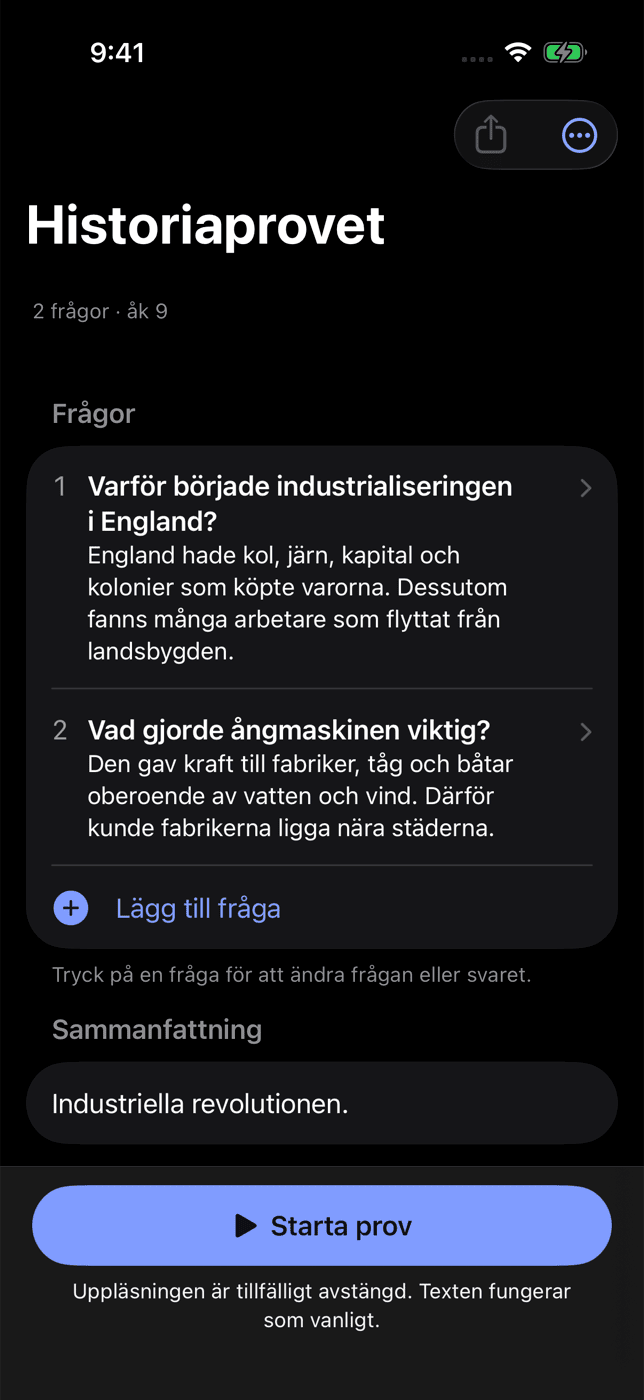 9:41
Historiaprovet
2 frågor · åk 9
Frågor
1 Varför började industrialiseringen
i England?
England hade kol, järn, kapital och
kolonier som köpte varorna. Dessutom
fanns många arbetare som flyttat från
landsbygden.
2 Vad gjorde ångmaskinen viktig?
Den gav kraft till fabriker, tåg och båtar
oberoende av vatten och vind. Därför
kunde fabrikerna ligga nära städerna.
Lägg till fråga
Tryck på en fråga för att ändra frågan eller svaret.
Sammanfattning
Industriella revolutionen.
Starta prov
Uppläsningen är tillfälligt avstängd. Texten fungerar
som vanligt.